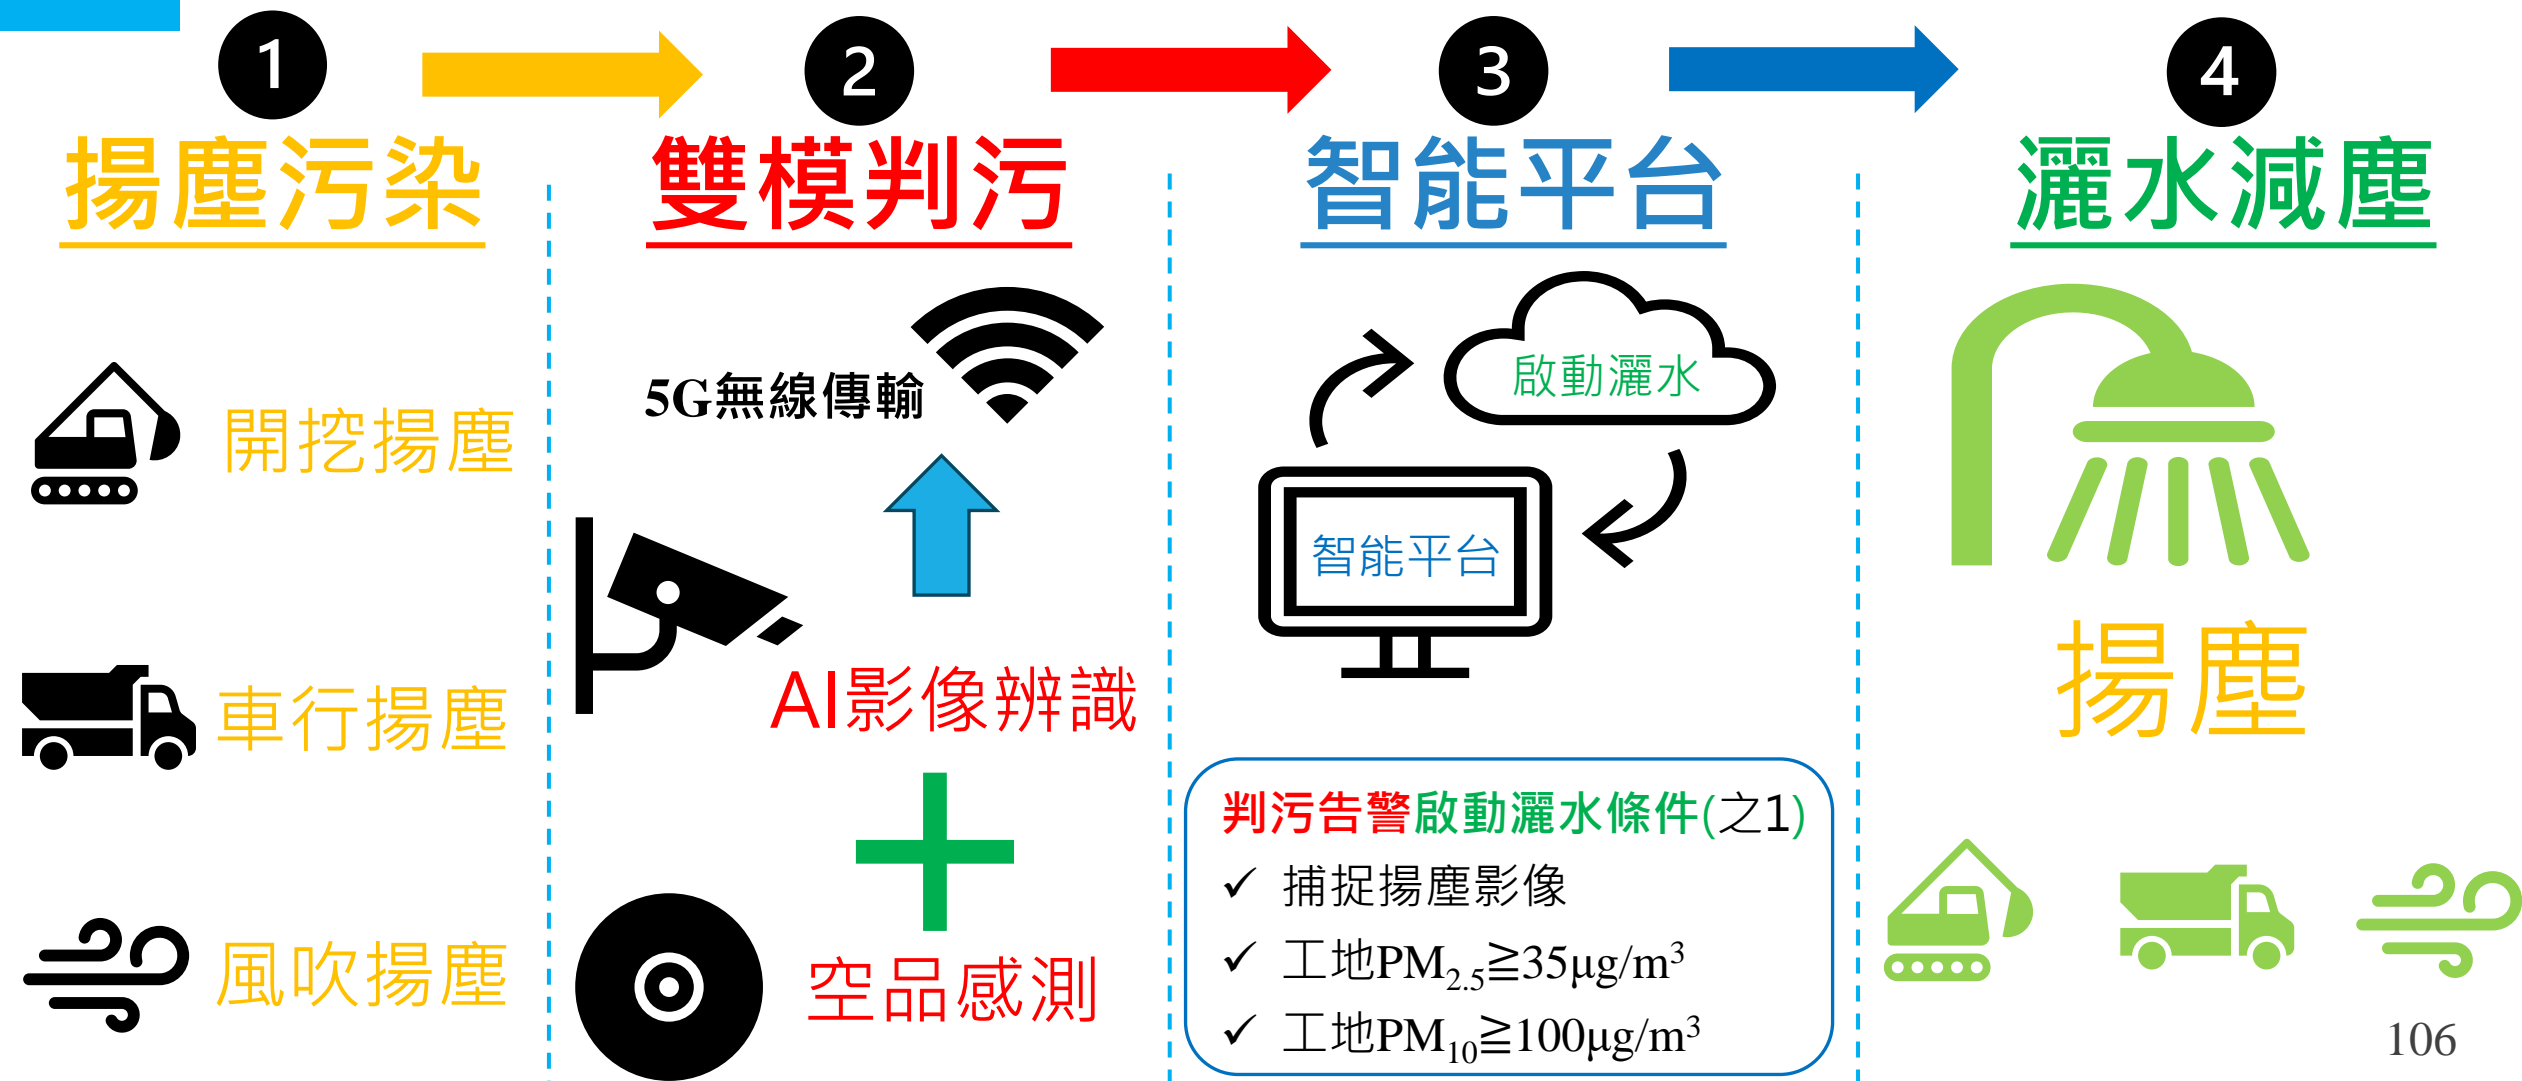 1
揚塵污染
開挖揚塵
車行揚塵
風吹揚塵
2
雙模判污
5G無線傳輸
AI影像辨識
空品感測
3
智能平台
啟動灑水
智能平台
判污告警啟動灑水條件(之1)
✓ 捕捉揚塵影像
✓ 工地PM2.5≧35μg/m³
✓ 工地PM10≧100μg/m³
4
灑水減塵
揚塵
106